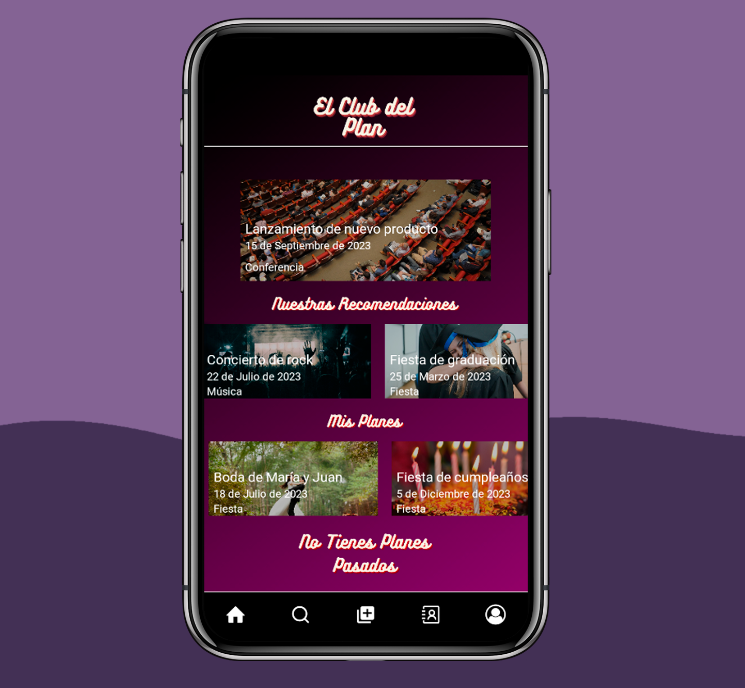 El Club del
Plan
Lanzamiento de nuevo producto
15 de Septiembre de 2023
Conferencia
Nuestras Recomendaciones
Concierto de rock
22 de Julio de 2023
Música
Fiesta de graduación
25 de Marzo de 2023
Fiesta
Mis Planes
Boda de María y Juan
18 de Julio de 2023
Fiesta
Fiesta de cumpleaños
5 de Diciembre de 2023
Fiesta
No Tienes Planes
Pasados